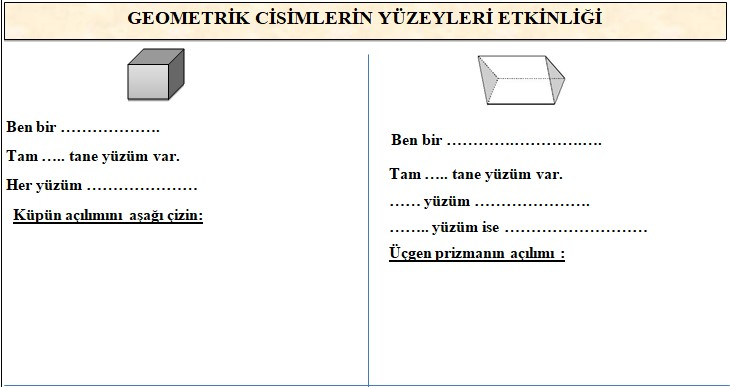 GEOMETRİK CİSİMLERİN YÜZEYLERİ ETKİNLİĞİ
Ben bir ……………….
Tam ….. tane yüzüm var.
Her yüzüm …………………
Küpün açılımını aşağı çizin:
Ben bir ………….………….….
Tam ….. tane yüzüm var.
…… yüzüm ………………….
…….. yüzüm ise ………………………
Üçgen prizmanın açılımı :